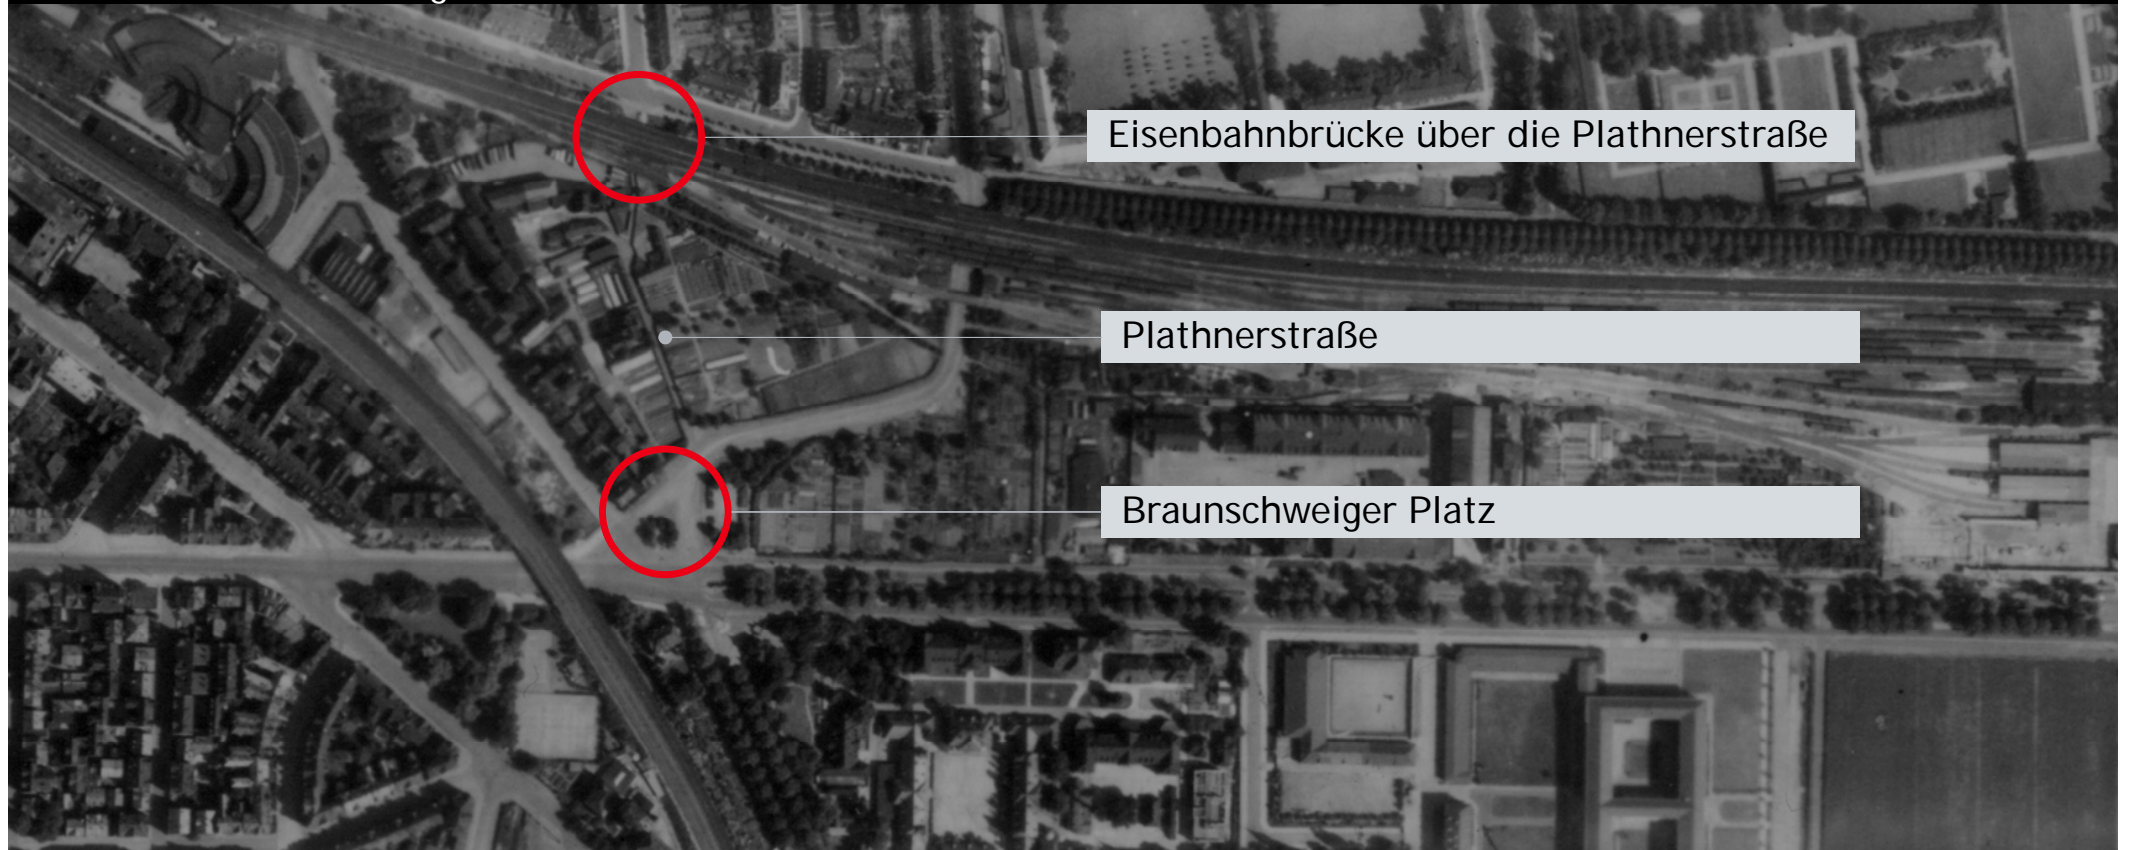 Eisenbahnbrücke über die Plathnerstraße
Plathnerstraße
Braunschweiger Platz